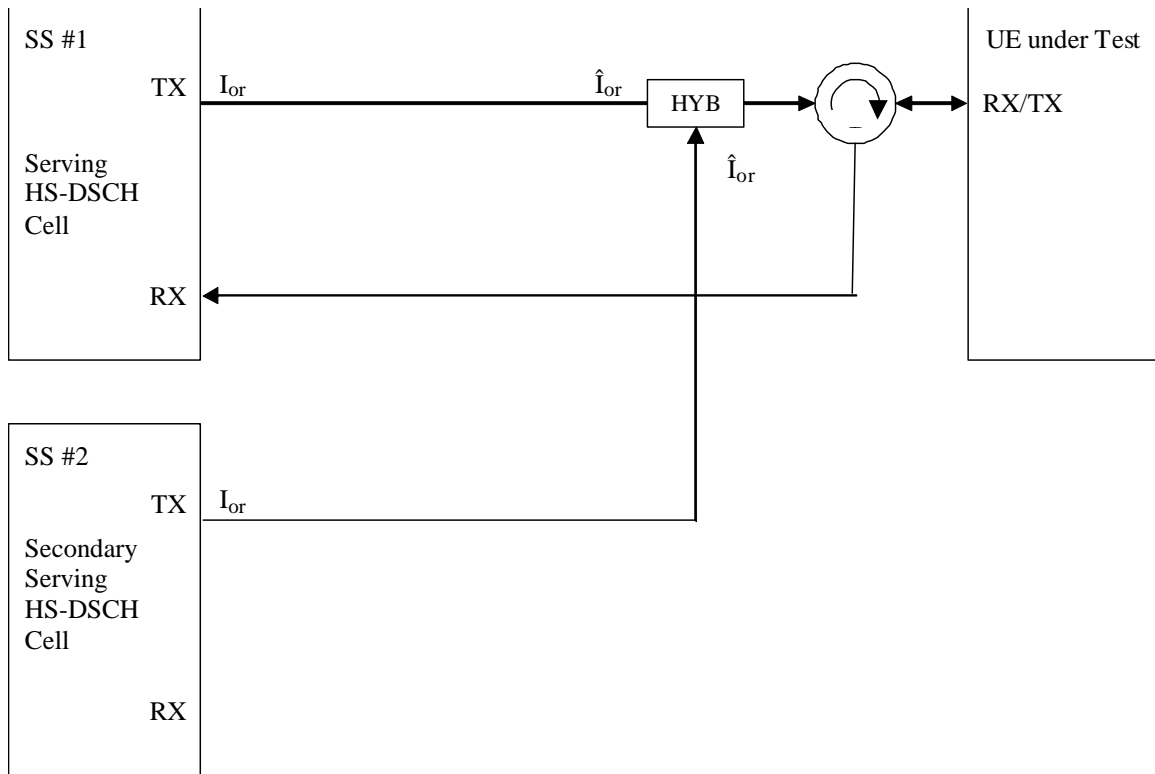 SS #1
UE under Test
TX
Ior
Îor
HYB
RX/TX
Serving
HS-DSCH
Cell
Îor
RX
SS #2
TX
Ior
Secondary
Serving
HS-DSCH
Cell
RX